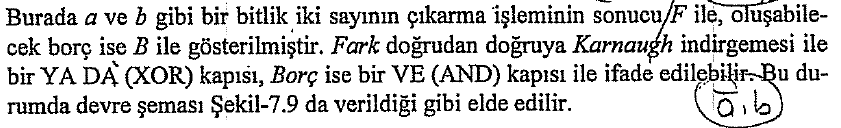 Burada a ve b gibi bir bitlik iki sayının çıkarma işleminin sonucu F ile, oluşabile-
cek borç ise B ile gösterilmiştir. Fark doğrudan doğruya Karnaugh indirgemesi ile
bir YA DA (XOR) kapısı, Borç ise bir VE (AND) kapısı ile ifade edilebilir. Bu du-
rumda devre şeması Şekil-7.9 da verildiği gibi elde edilir.
a̅.b